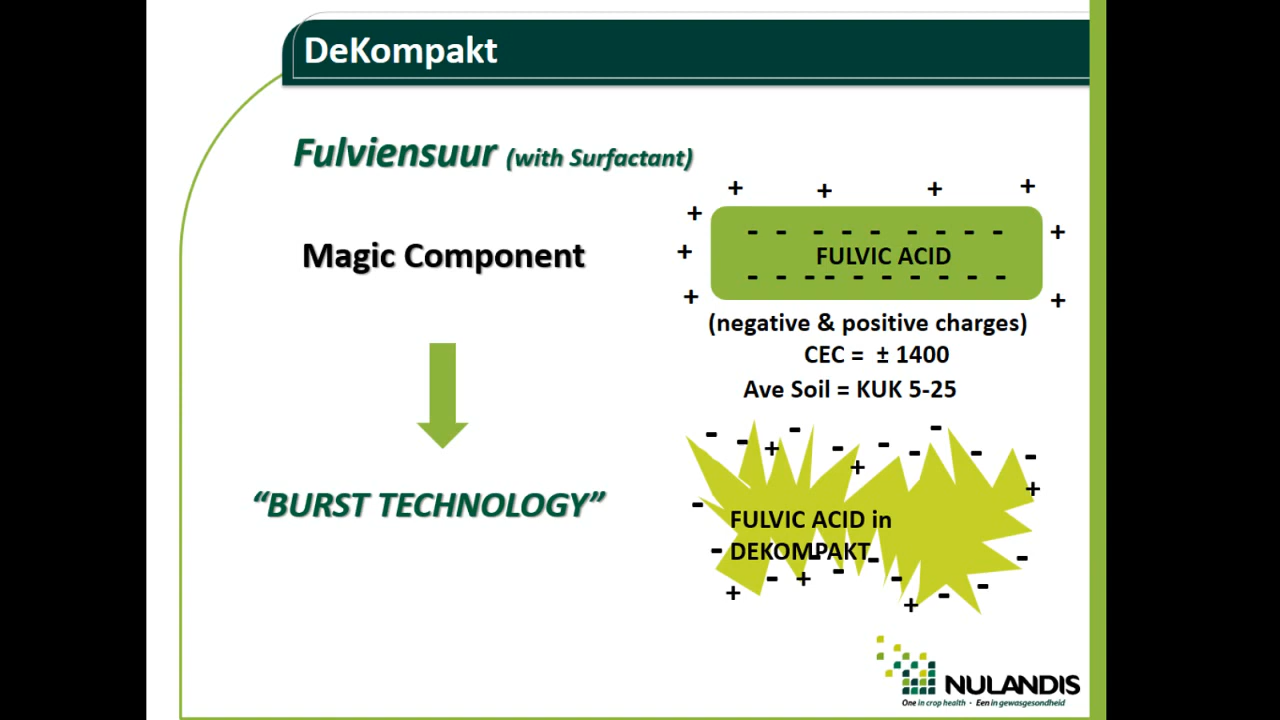 DeKompakt
Fulviensuur (with Surfactant)
Magic Component
“BURST TECHNOLOGY”
+ + + +
+ +
+ +
+ +
- - - - - - - - -
FULVIC ACID
- - - - - - - - - -
(negative & positive charges)
CEC = ± 1400
Ave Soil = KUK 5-25
FULVIC ACID in
DEKOMPAKT
NULANDIS
One in crop health · Een in gewasgesondheid